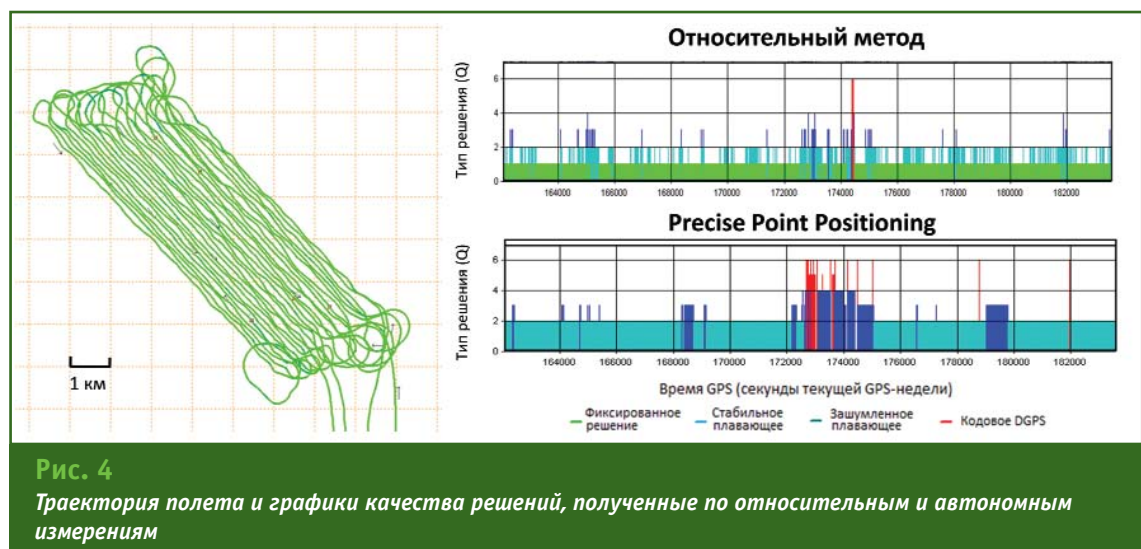 1 км
Относительный метод
Тип решения (Q)
6
4
2
0
164000 166000 168000 170000 172000 174000 176000 178000 180000 182000
Precise Point Positioning
Тип решения (Q)
6
4
2
0
164000 166000 168000 170000 172000 174000 176000 178000 180000 182000
Время GPS (секунды текущей GPS-недели)
Фиксированное решение
Стабильное плавающее
Зашумленное плавающее
Кодовое DGPS
Рис. 4
Траектория полета и графики качества решений, полученные по относительным и автономным
измерениям